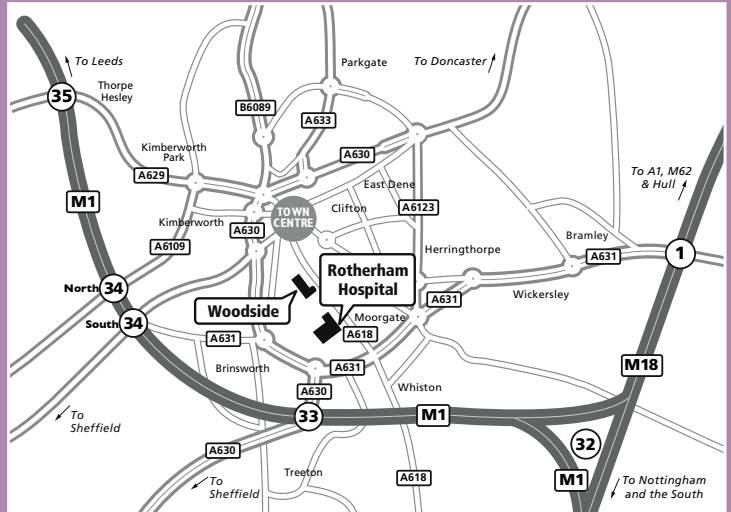 To Leeds
Parkgate
To Doncaster
35
Thorpe
Hesley
B6089
A633
Kimberworth
Park
A630
A629
To A1, M62
& Hull
East Dene
M1
TOWN
CENTRE
Clifton
A6123
Kimberworth
A630
Bramley
A6109
Herringthorpe
A631
1
Rotherham
Hospital
North
34
A631
Wickersley
Woodside
South
34
Moorgate
A618
A631
Brinsworth
A631
M18
A630
Whiston
To
Sheffield
33
M1
32
A630
Treeton
To
Sheffield
A618
M1
To Nottingham
and the South